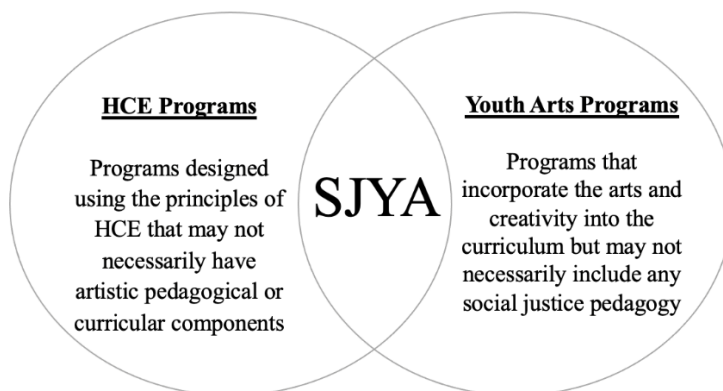 HCE Programs
Programs designed
using the principles of
HCE that may not
necessarily have
artistic pedagogical or
curricular components
SJYA
Youth Arts Programs
Programs that
incorporate the arts and
creativity into the
curriculum but may not
necessarily include any
social justice pedagogy